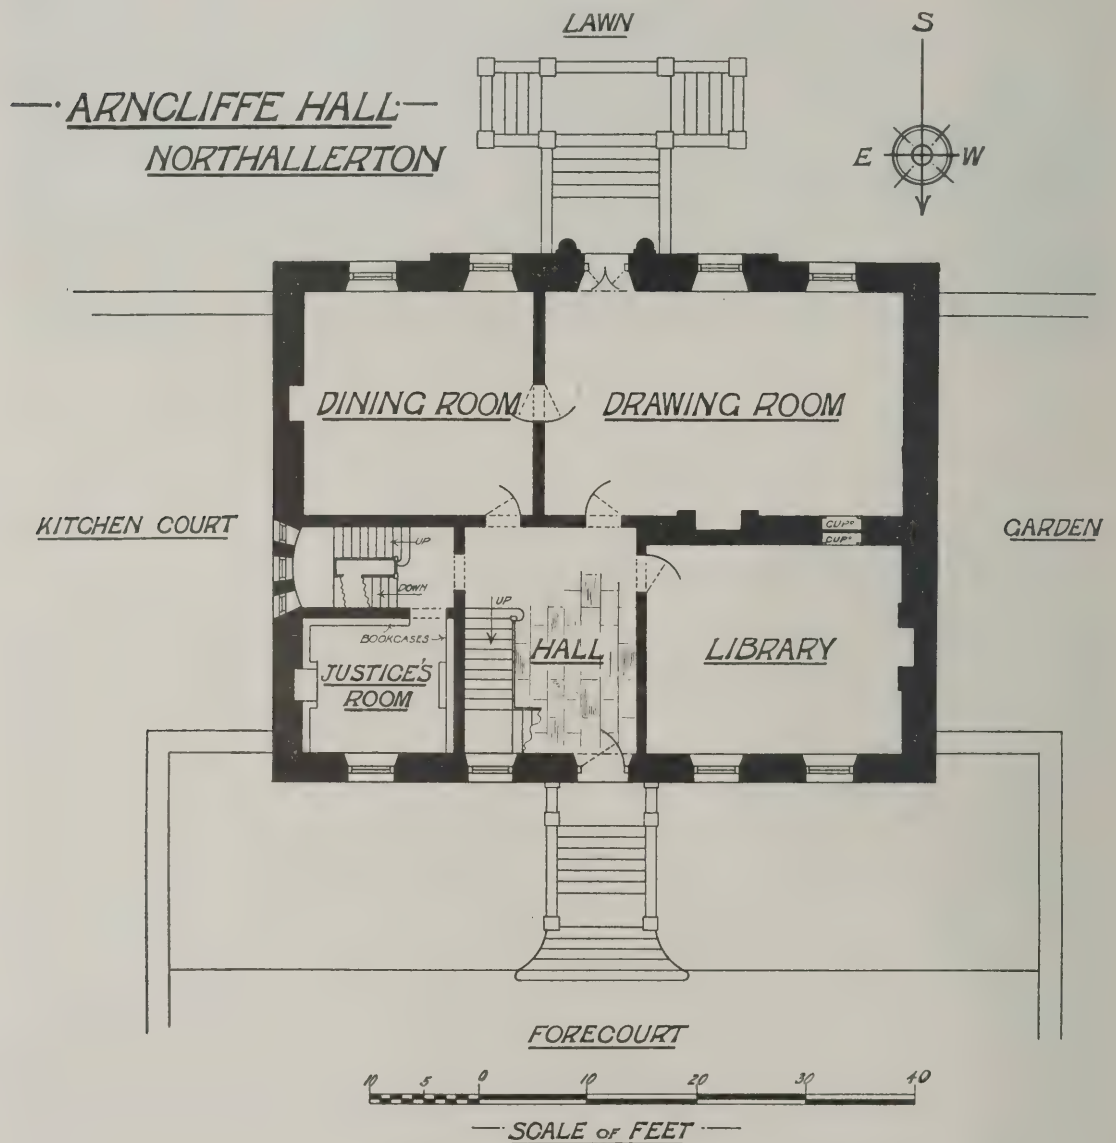 LAWN
S
ARNCLIFFE HALL
NORTHALLERTON
E W
DINING ROOM DRAWING ROOM
KITCHEN COURT UP CUPD GARDEN
CUPD
DOWN
UP
BOOKCASES
HALL LIBRARY
JUSTICE'S
ROOM
FORECOURT
10 5 0 10 20 30 40
SCALE OF FEET